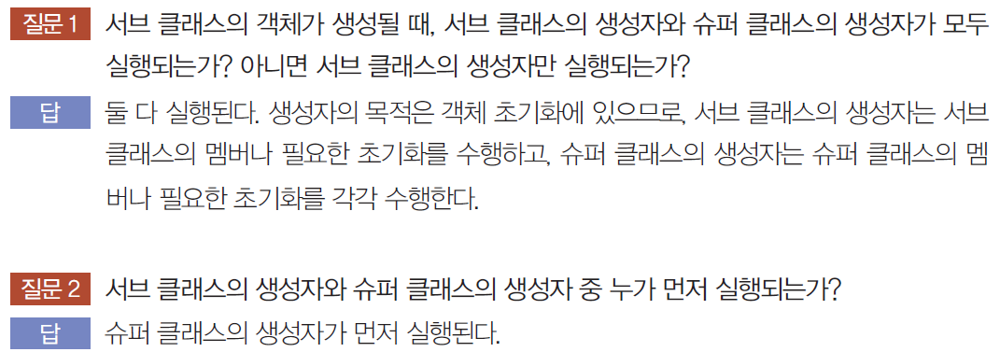 질문 1 서브 클래스의 객체가 생성될 때, 서브 클래스의 생성자와 슈퍼 클래스의 생성자가 모두
실행되는가? 아니면 서브 클래스의 생성자만 실행되는가?
답 둘 다 실행된다. 생성자의 목적은 객체 초기화에 있으므로, 서브 클래스의 생성자는 서브
클래스의 멤버나 필요한 초기화를 수행하고, 슈퍼 클래스의 생성자는 슈퍼 클래스의 멤
버나 필요한 초기화를 각각 수행한다.
질문 2 서브 클래스의 생성자와 슈퍼 클래스의 생성자 중 누가 먼저 실행되는가?
답 슈퍼 클래스의 생성자가 먼저 실행된다.